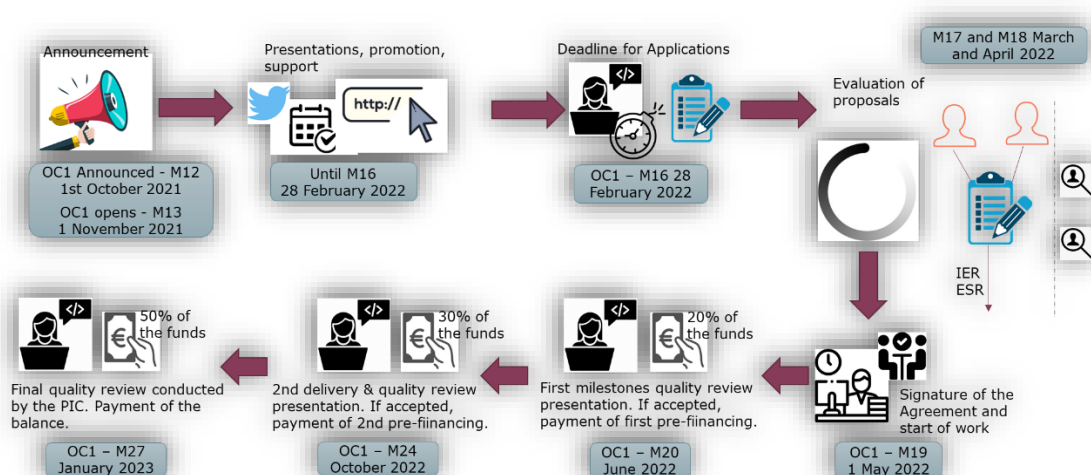 Announcement
OC1 Announced - M12
1st October 2021
OC1 opens - M13
1 November 2021
Presentations, promotion,
support
http://
Until M16
28 February 2022
Deadline for Applications
</>
OC1 – M16 28
February 2022
M17 and M18 March
and April 2022
Evaluation of
proposals
IER
ESR
Signature of the
Agreement and
start of work
OC1 – M19
1 May 2022
</>
20% of
the funds
First milestones quality review
presentation. If accepted,
payment of first pre-fiinancing.
OC1 – M20
June 2022
</>
30% of
the funds
2nd delivery & quality review
presentation. If accepted,
payment of 2nd pre-fiinancing.
OC1 – M24
October 2022
</>
50% of
the funds
Final quality review conducted
by the PIC. Payment of the
balance.
OC1 – M27
January 2023